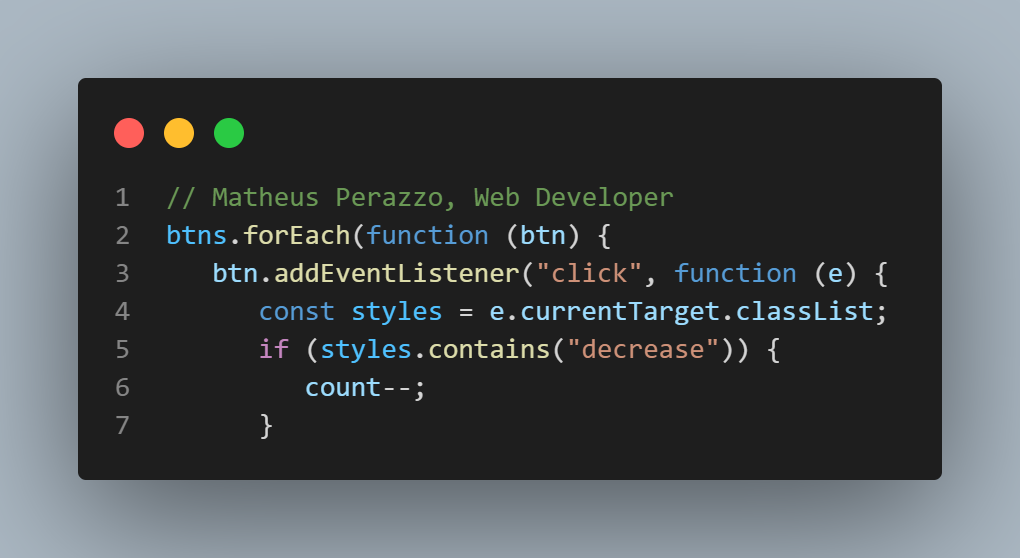 1 // Matheus Perazzo, Web Developer
2 btns.forEach(function (btn) {
3 btn.addEventListener("click", function (e) {
4 const styles = e.currentTarget.classList;
5 if (styles.contains("decrease")) {
6 count--;
7 }